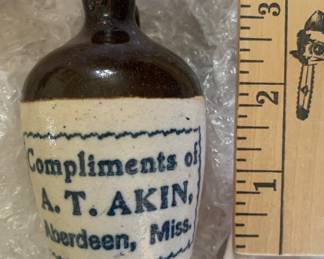 Compliments of
A. T. AKIN,
Aberdeen, Miss.
3
2
1